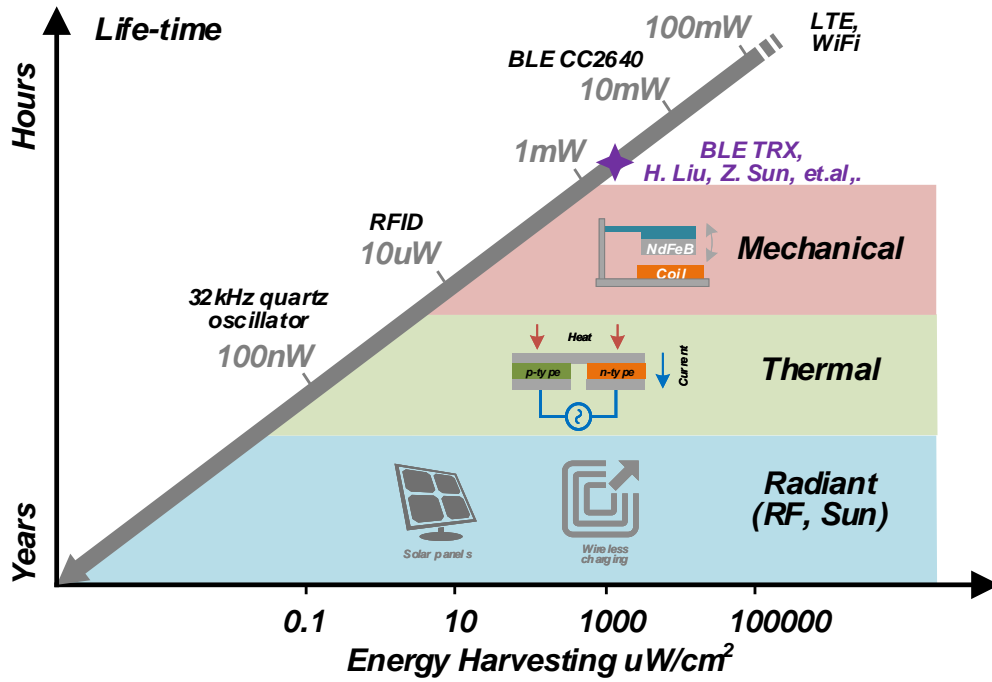 Life-time
Hours
Years
100mW
LTE,
WiFi
BLE CC2640
10mW
1mW
BLE TRX,
H. Liu, Z. Sun, et.al,.
RFID
10uW
32kHz quartz
oscillator
100nW
NdFeB
Coil
Mechanical
Heat
p-type
n-type
Current
Thermal
Solar panels
Wireless
charging
Radiant
(RF, Sun)
0.1
10
1000
100000
Energy Harvesting uW/cm²